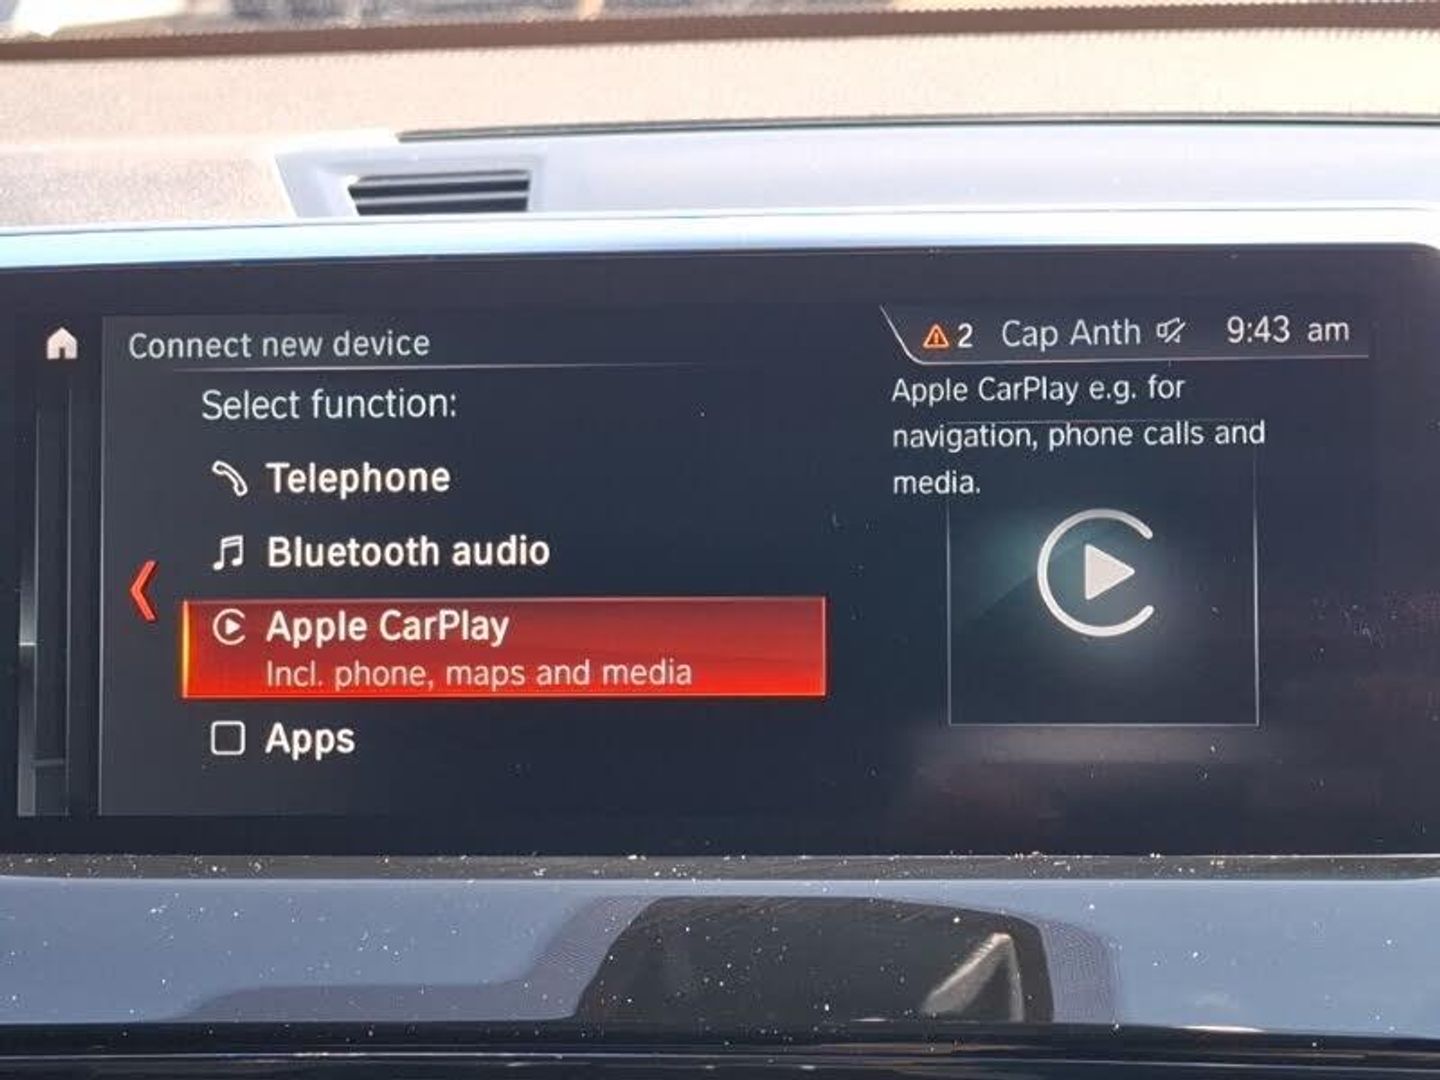 Connect new device
2 Cap Anth 9:43 am
Select function:
Telephone
Bluetooth audio
Apple CarPlay
Incl. phone, maps and media
Apps
Apple CarPlay e.g. for
navigation, phone calls and
media.